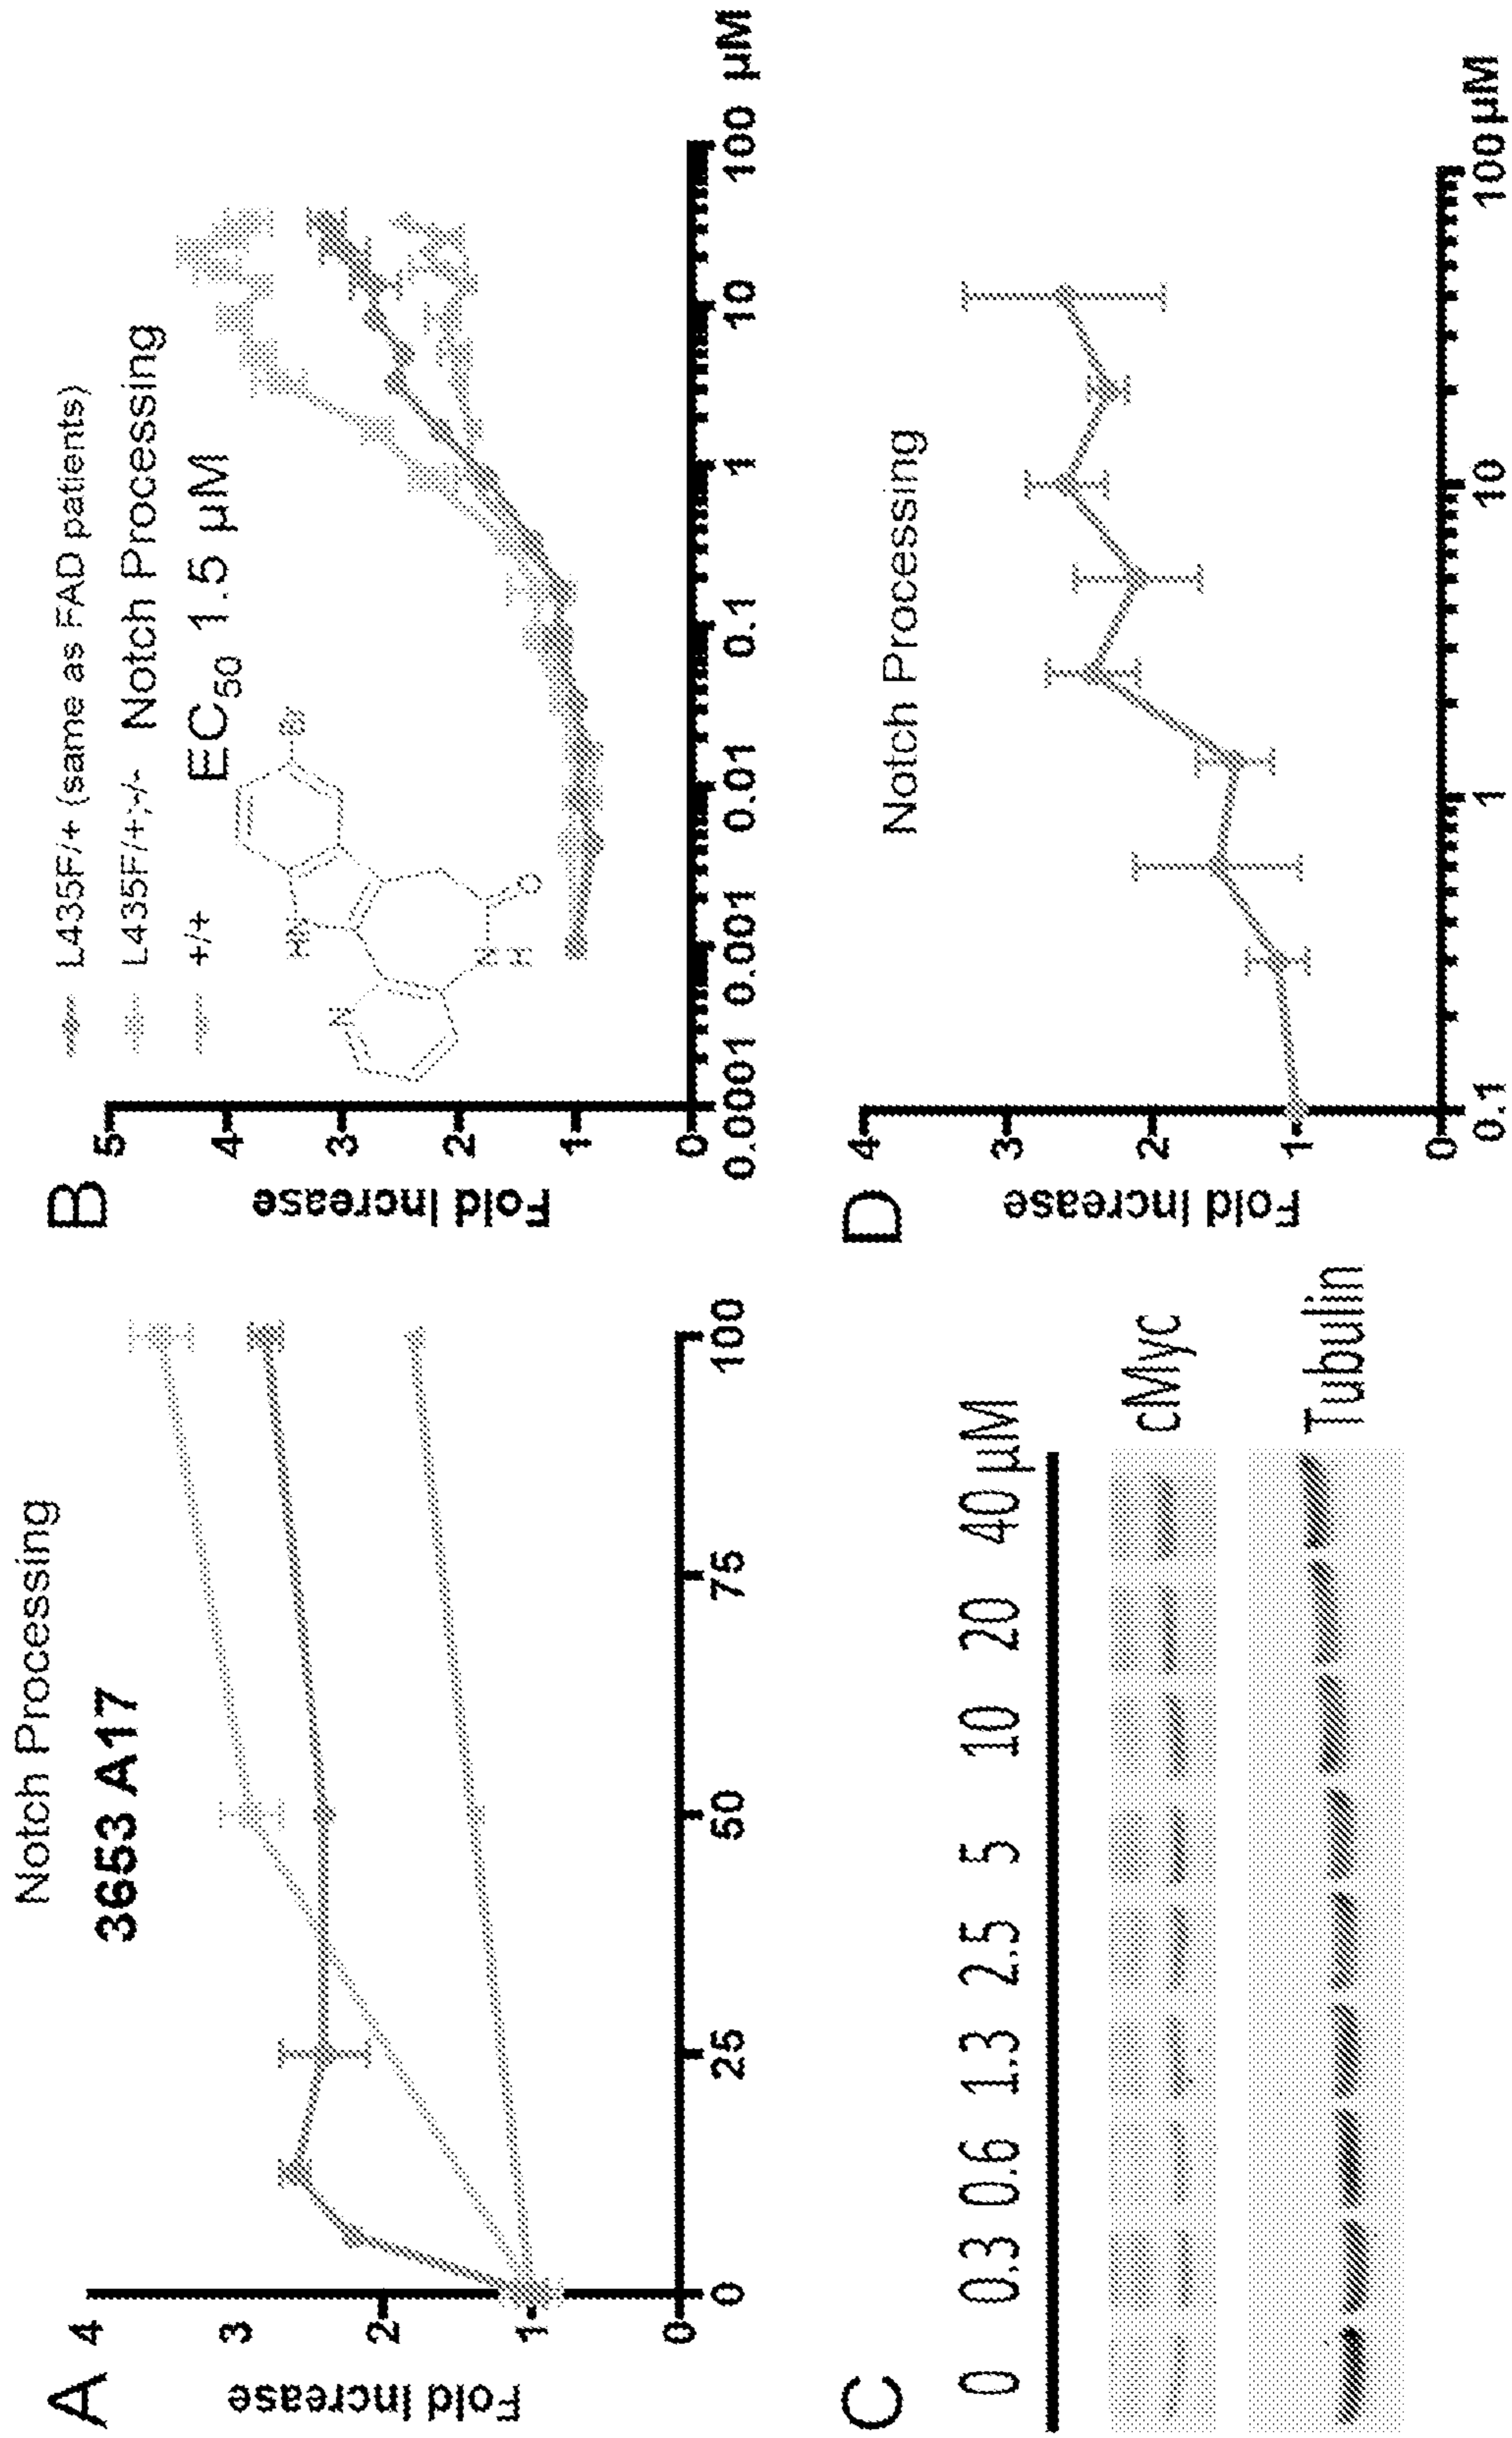 A
Notch Processing
3653 A17
Fold Increase
4
3
2
1
0
0 25 50 75 100
B
L435F/+ (same as FAD patients)
L435F/+;-/- Notch Processing
+/+
EC50 1.5 μM
N
HN
Br
N
H
O
Fold Increase
5
4
3
2
1
0
0.0001 0.001 0.01 0.1 1 10 100 μM
C
0 0.3 0.6 1.3 2.5 5 10 20 40 μM
cMyc
Tubulin
D
Notch Processing
Fold Increase
4
3
2
1
0
0.1 1 10 100 μM